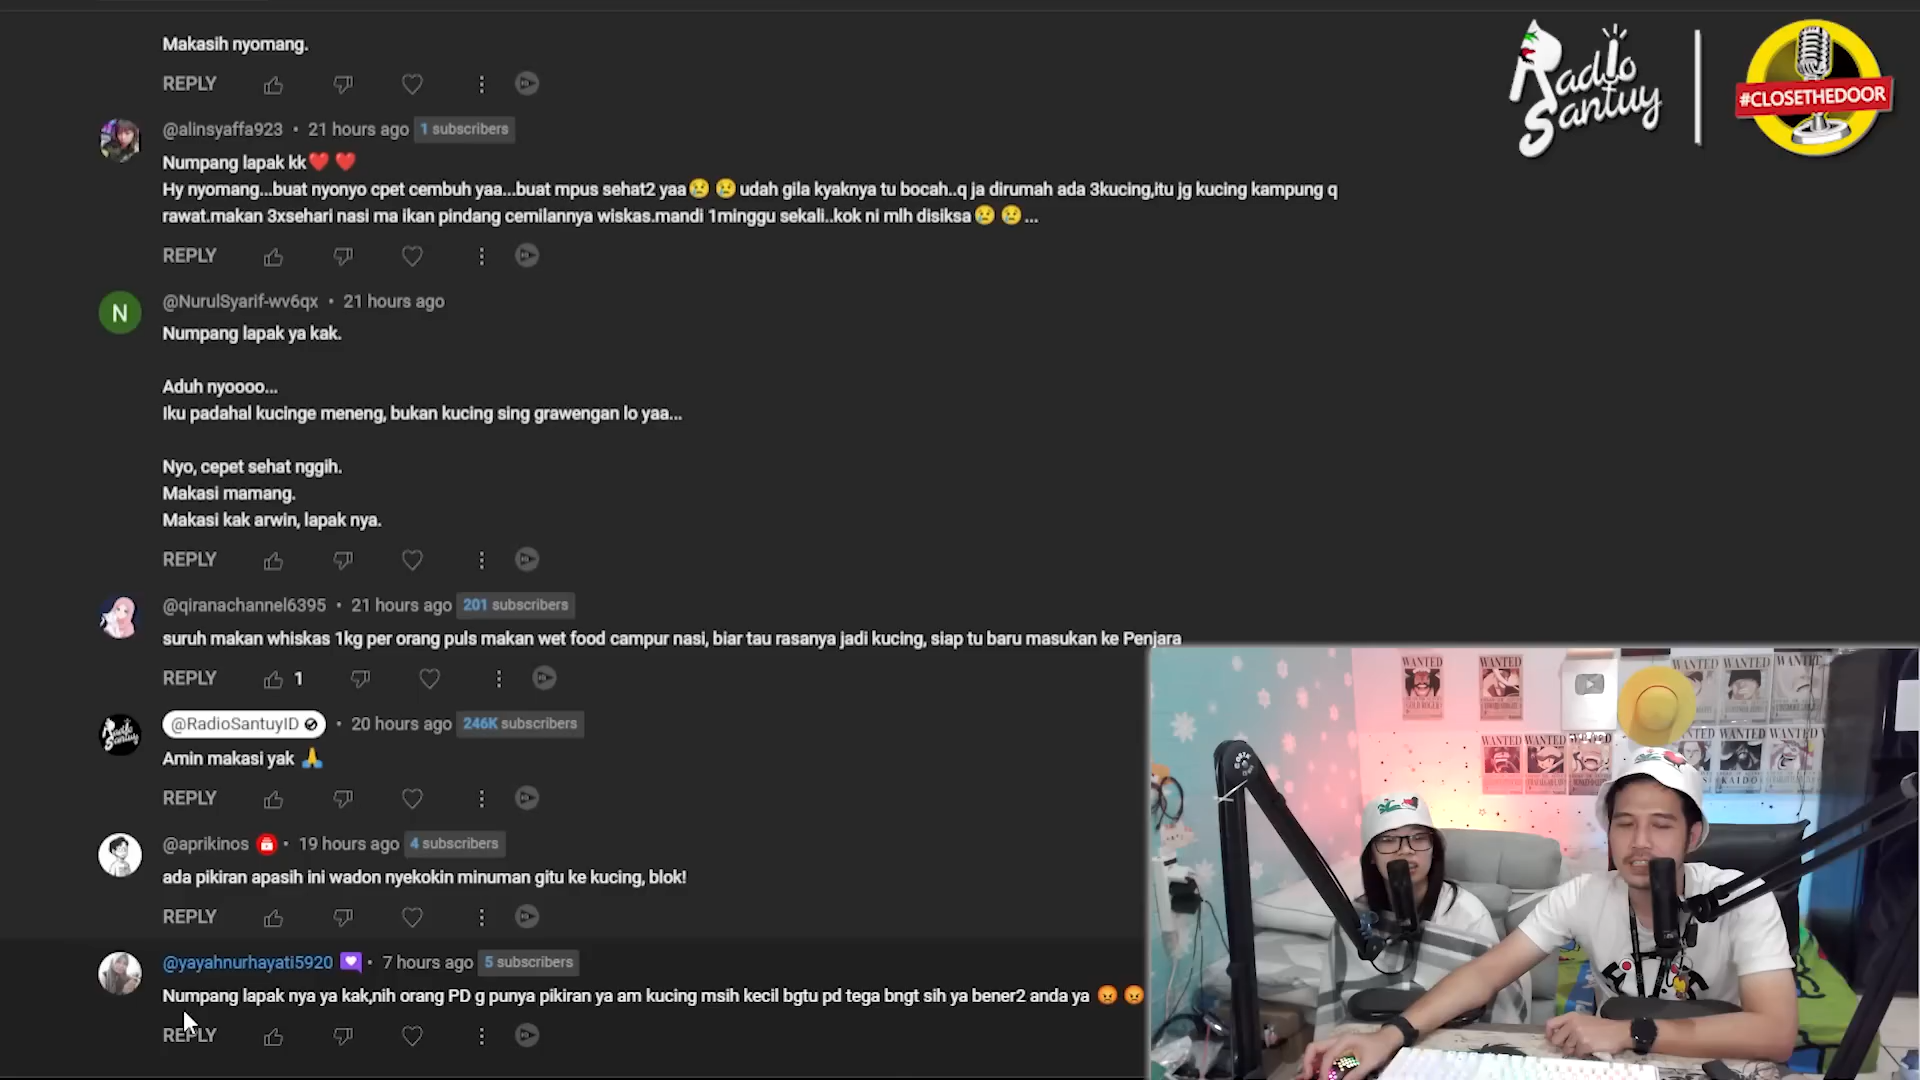 Makasih nyomang.
REPLY
@alinsyaffa923 • 21 hours ago 1 subscribers
Numpang lapak kk❤️ ❤️
Hy nyomang...buat nyonyo cpet cembuh yaa...buat mpus sehat2 yaa😢 😢 udah gila kyaknya tu bocah..q ja dirumah ada 3kucing,itu jg kucing kampung q
rawat.makan 3xsehari nasi ma ikan pindang cemilannya wiskas.mandi 1minggu sekali..kok ni mlh disiksa😢 😢 ...
REPLY
N
@NurulSyarif-wv6qx • 21 hours ago
Numpang lapak ya kak.
Aduh nyoooo...
Iku padahal kucinge meneng, bukan kucing sing grawengan lo yaa...
Nyo, cepet sehat nggih.
Makasi mamang.
Makasi kak arwin, lapak nya.
REPLY
@qiranachannel6395 • 21 hours ago 201 subscribers
suruh makan whiskas 1kg per orang puls makan wet food campur nasi, biar tau rasanya jadi kucing, siap tu baru masukan ke Penjara
REPLY 1
Radio Santuy
@RadioSantuyID • 20 hours ago 246K subscribers
Amin makasi yak 🙏
REPLY
@aprikinos • 19 hours ago 4 subscribers
ada pikiran apasih ini wadon nyekokin minuman gitu ke kucing, blok!
REPLY
@yayahnurhayati5920 • 7 hours ago 5 subscribers
Numpang lapak nya ya kak,nih orang PD g punya pikiran ya am kucing msih kecil bgtu pd tega bngt sih ya bener2 anda ya 😡 😡
REPLY
Radio
Santuy
#CLOSETHEDOOR
WANTED
WANTED
WANTED
WANTED
WANTED
WANTED
WANTED
WANTED
KAIDO